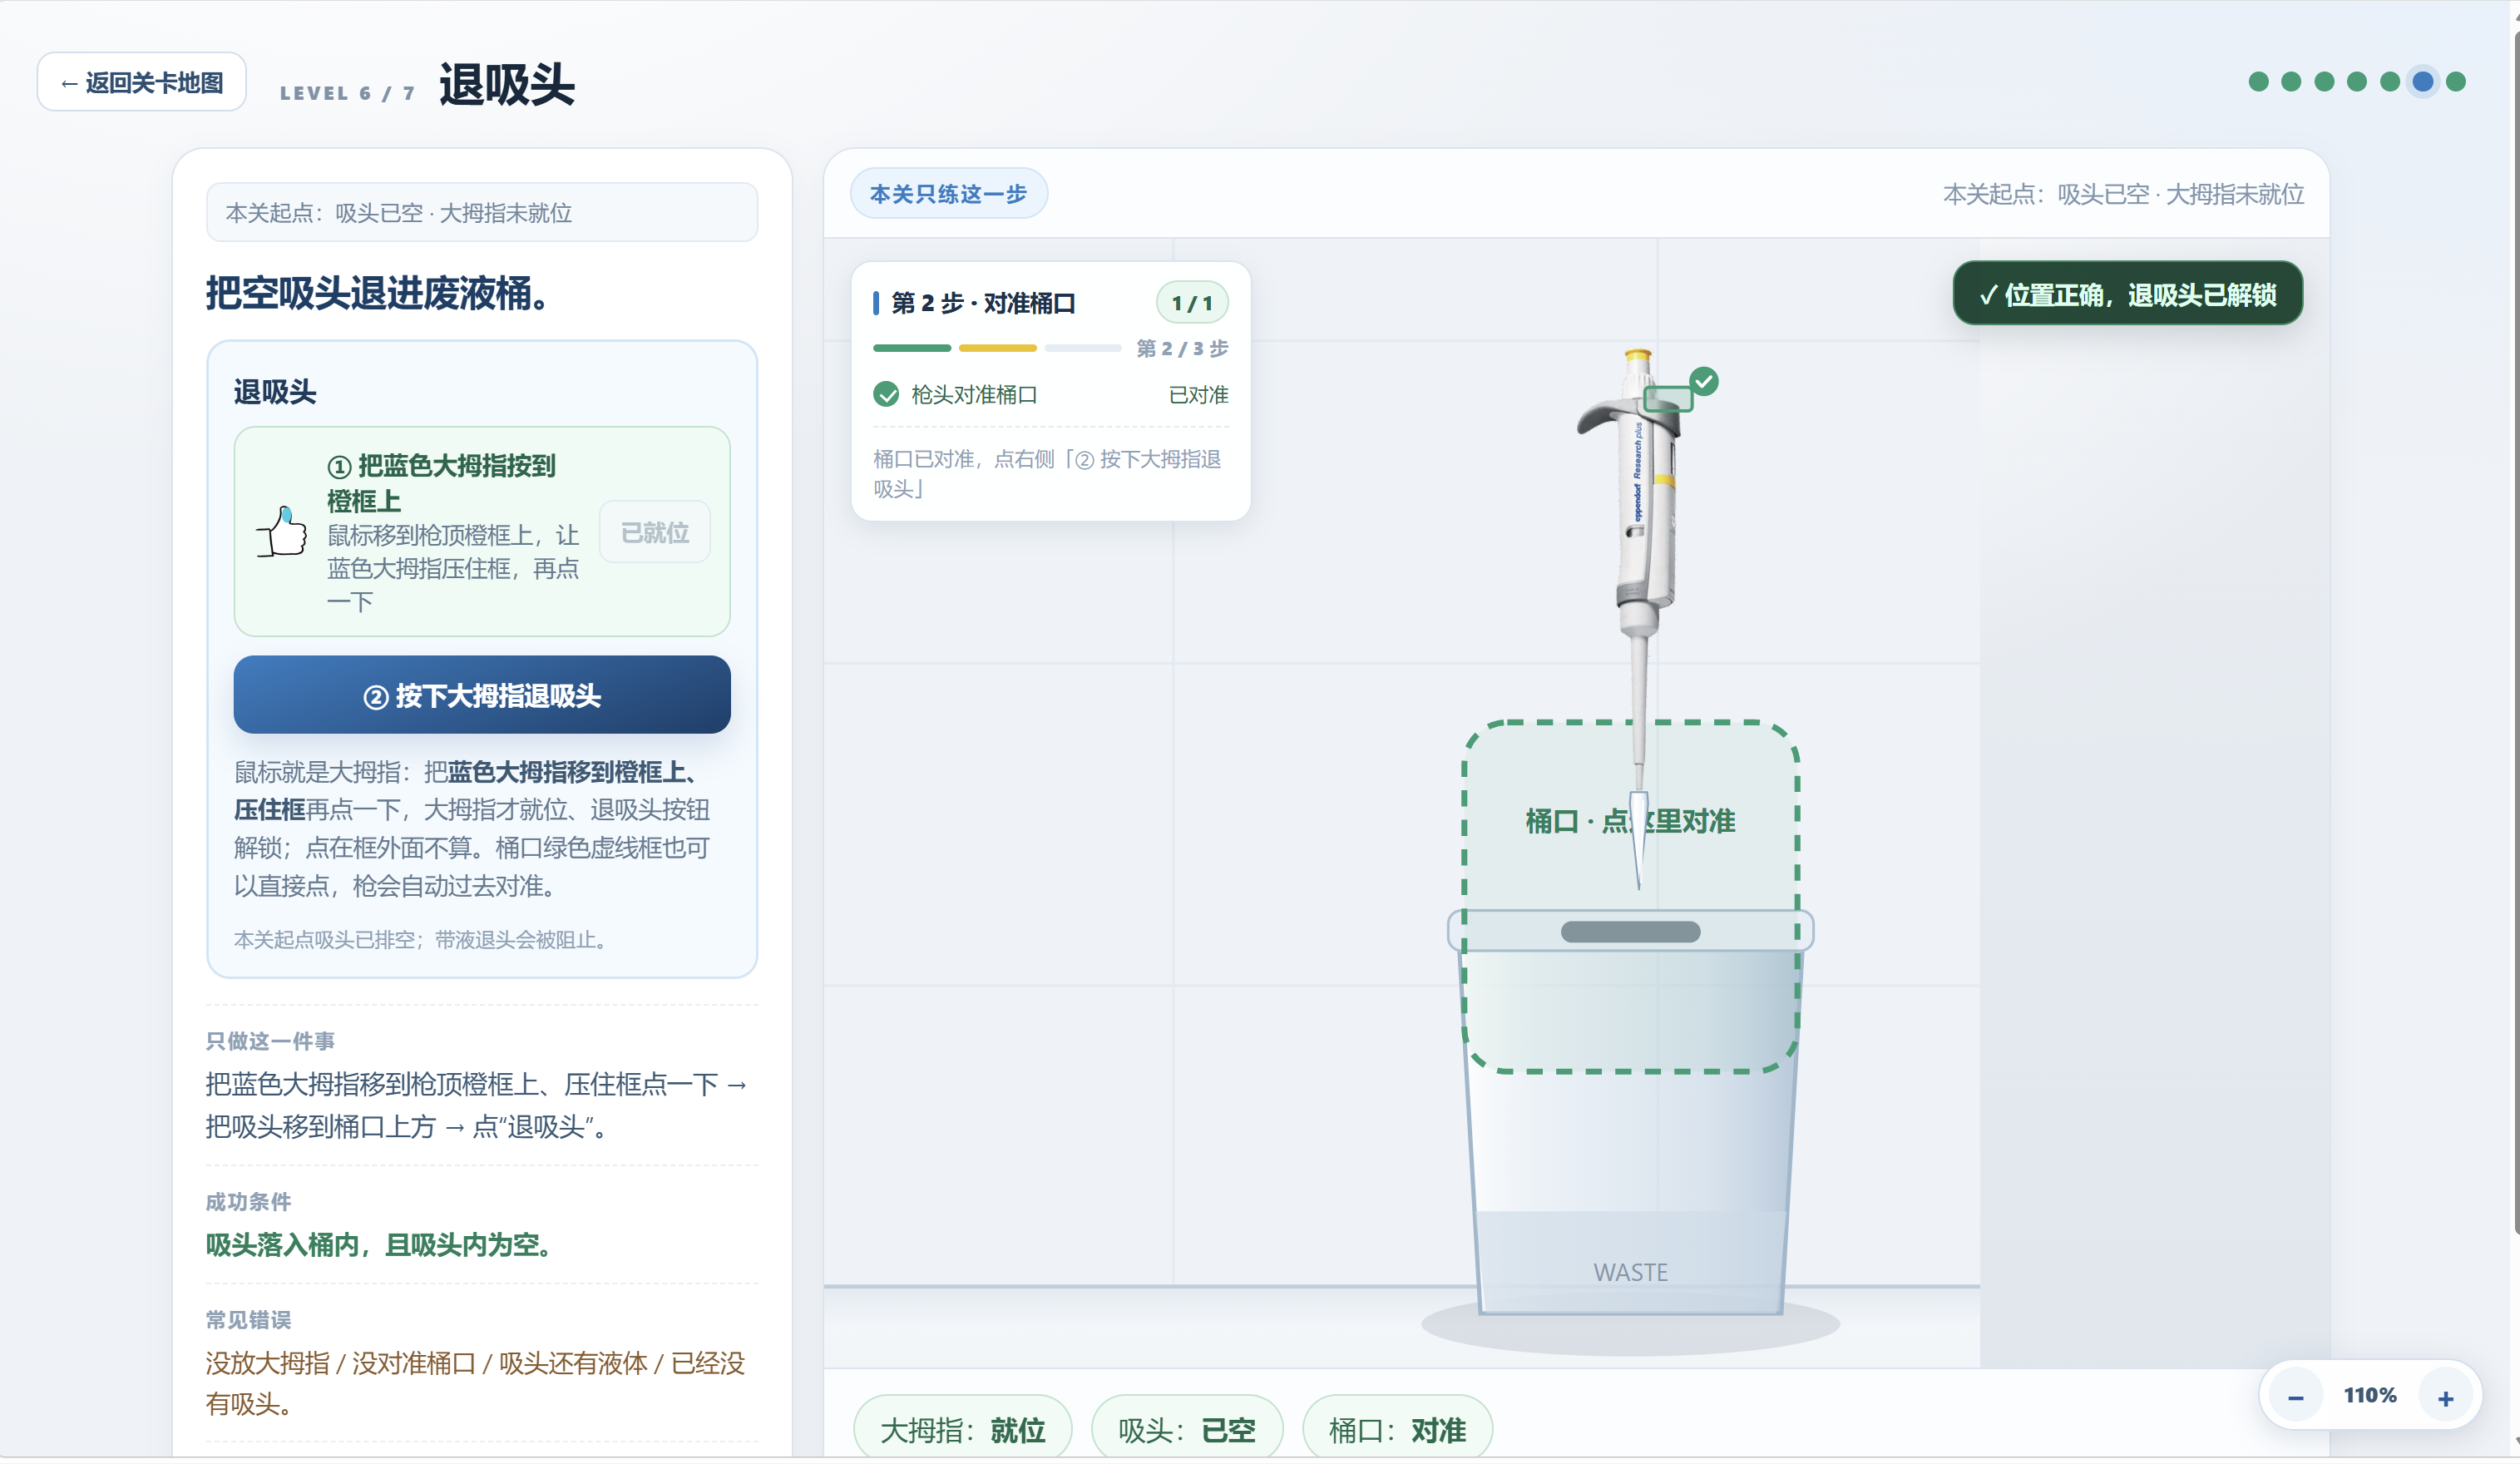 ← 返回关卡地图
LEVEL 6 / 7
退吸头
本关起点：吸头已空 · 大拇指未就位
把空吸头退进废液桶。
退吸头
① 把蓝色大拇指按到
橙框上
鼠标移到枪顶橙框上，让
蓝色大拇指压住框，再点
一下
已就位
② 按下大拇指退吸头
鼠标就是大拇指：把蓝色大拇指移到橙框上、
压住框再点一下，大拇指才就位、退吸头按钮
解锁；点在框外面不算。桶口绿色虚线框也可
以直接点，枪会自动过去对准。
本关起点吸头已排空；带液退头会被阻止。
只做这一件事
把蓝色大拇指移到枪顶橙框上、压住框点一下 →
把吸头移到桶口上方 → 点“退吸头”。
成功条件
吸头落入桶内，且吸头内为空。
常见错误
没放大拇指 / 没对准桶口 / 吸头还有液体 / 已经没
有吸头。
本关只练这一步
本关起点：吸头已空 · 大拇指未就位
第 2 步 · 对准桶口
1 / 1
第 2 / 3 步
枪头对准桶口
已对准
桶口已对准，点右侧「② 按下大拇指退
吸头」
✓ 位置正确，退吸头已解锁
eppendorf Research plus
桶口 · 点这里对准
WASTE
大拇指：就位
吸头：已空
桶口：对准
− 110% +